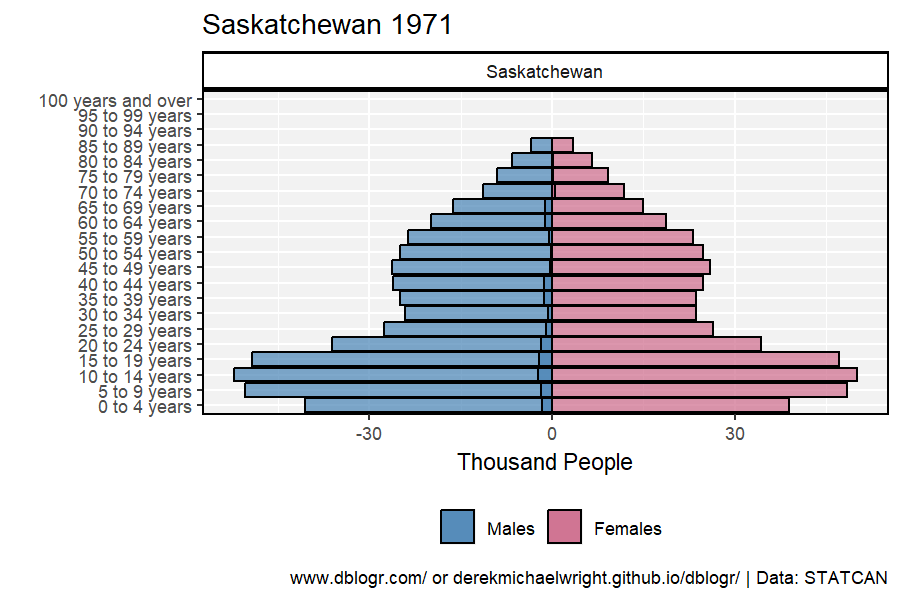 Saskatchewan 1971
Saskatchewan
100 years and over
95 to 99 years
90 to 94 years
85 to 89 years
80 to 84 years
75 to 79 years
70 to 74 years
65 to 69 years
60 to 64 years
55 to 59 years
50 to 54 years
45 to 49 years
40 to 44 years
35 to 39 years
30 to 34 years
25 to 29 years
20 to 24 years
15 to 19 years
10 to 14 years
5 to 9 years
0 to 4 years
-30 0 30
Thousand People
Males Females
www.dblogr.com/ or derekmichaelwright.github.io/dblogr/ | Data: STATCAN